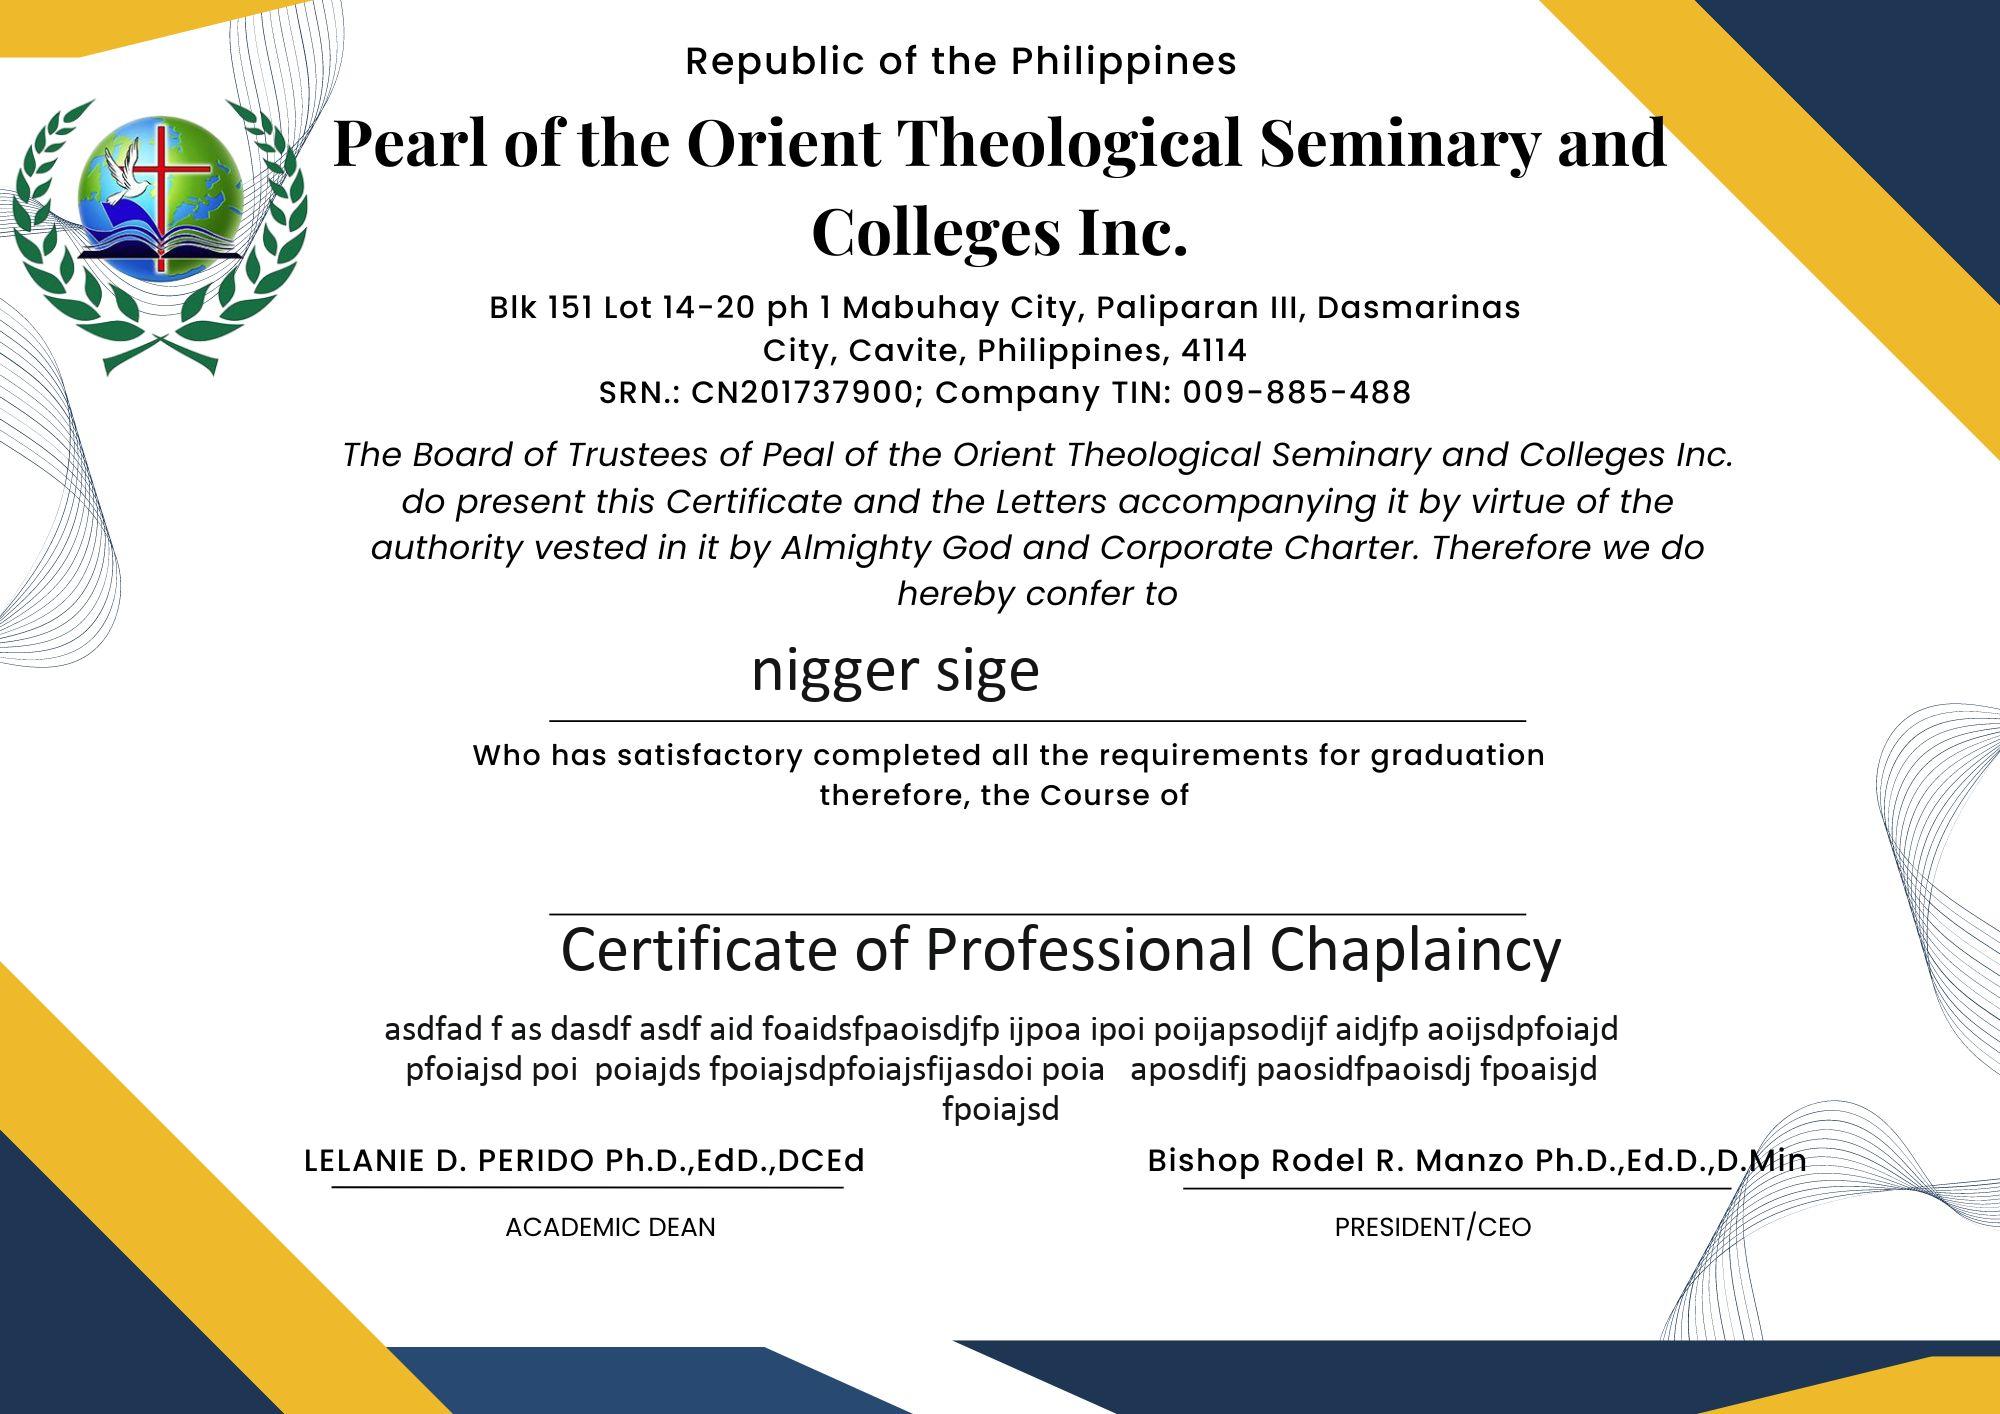 Republic of the Philippines
Pearl of the Orient Theological Seminary and
Colleges Inc.
Blk 151 Lot 14-20 ph 1 Mabuhay City, Paliparan III, Dasmarinas
City, Cavite, Philippines, 4114
SRN.: CN201737900; Company TIN: 009-885-488
The Board of Trustees of Peal of the Orient Theological Seminary and Colleges Inc.
do present this Certificate and the Letters accompanying it by virtue of the
authority vested in it by Almighty God and Corporate Charter. Therefore we do
hereby confer to
nigger sige
Who has satisfactory completed all the requirements for graduation
therefore, the Course of
Certificate of Professional Chaplaincy
asdfad f as dasdf asdf aid foaidsfpaoisdjfp ijpoa ipoi poijapsodijf aidjfp aoijsdpfoiajd
pfoiajsd poi  poiajds fpoiajsdpfoiajsfijasdoi poia   aposdifj paosidfpaoisdj fpoaisjd
fpoiajsd
LELANIE D. PERIDO Ph.D.,EdD.,DCEd
Bishop Rodel R. Manzo Ph.D.,Ed.D.,D.Min
ACADEMIC DEAN
PRESIDENT/CEO